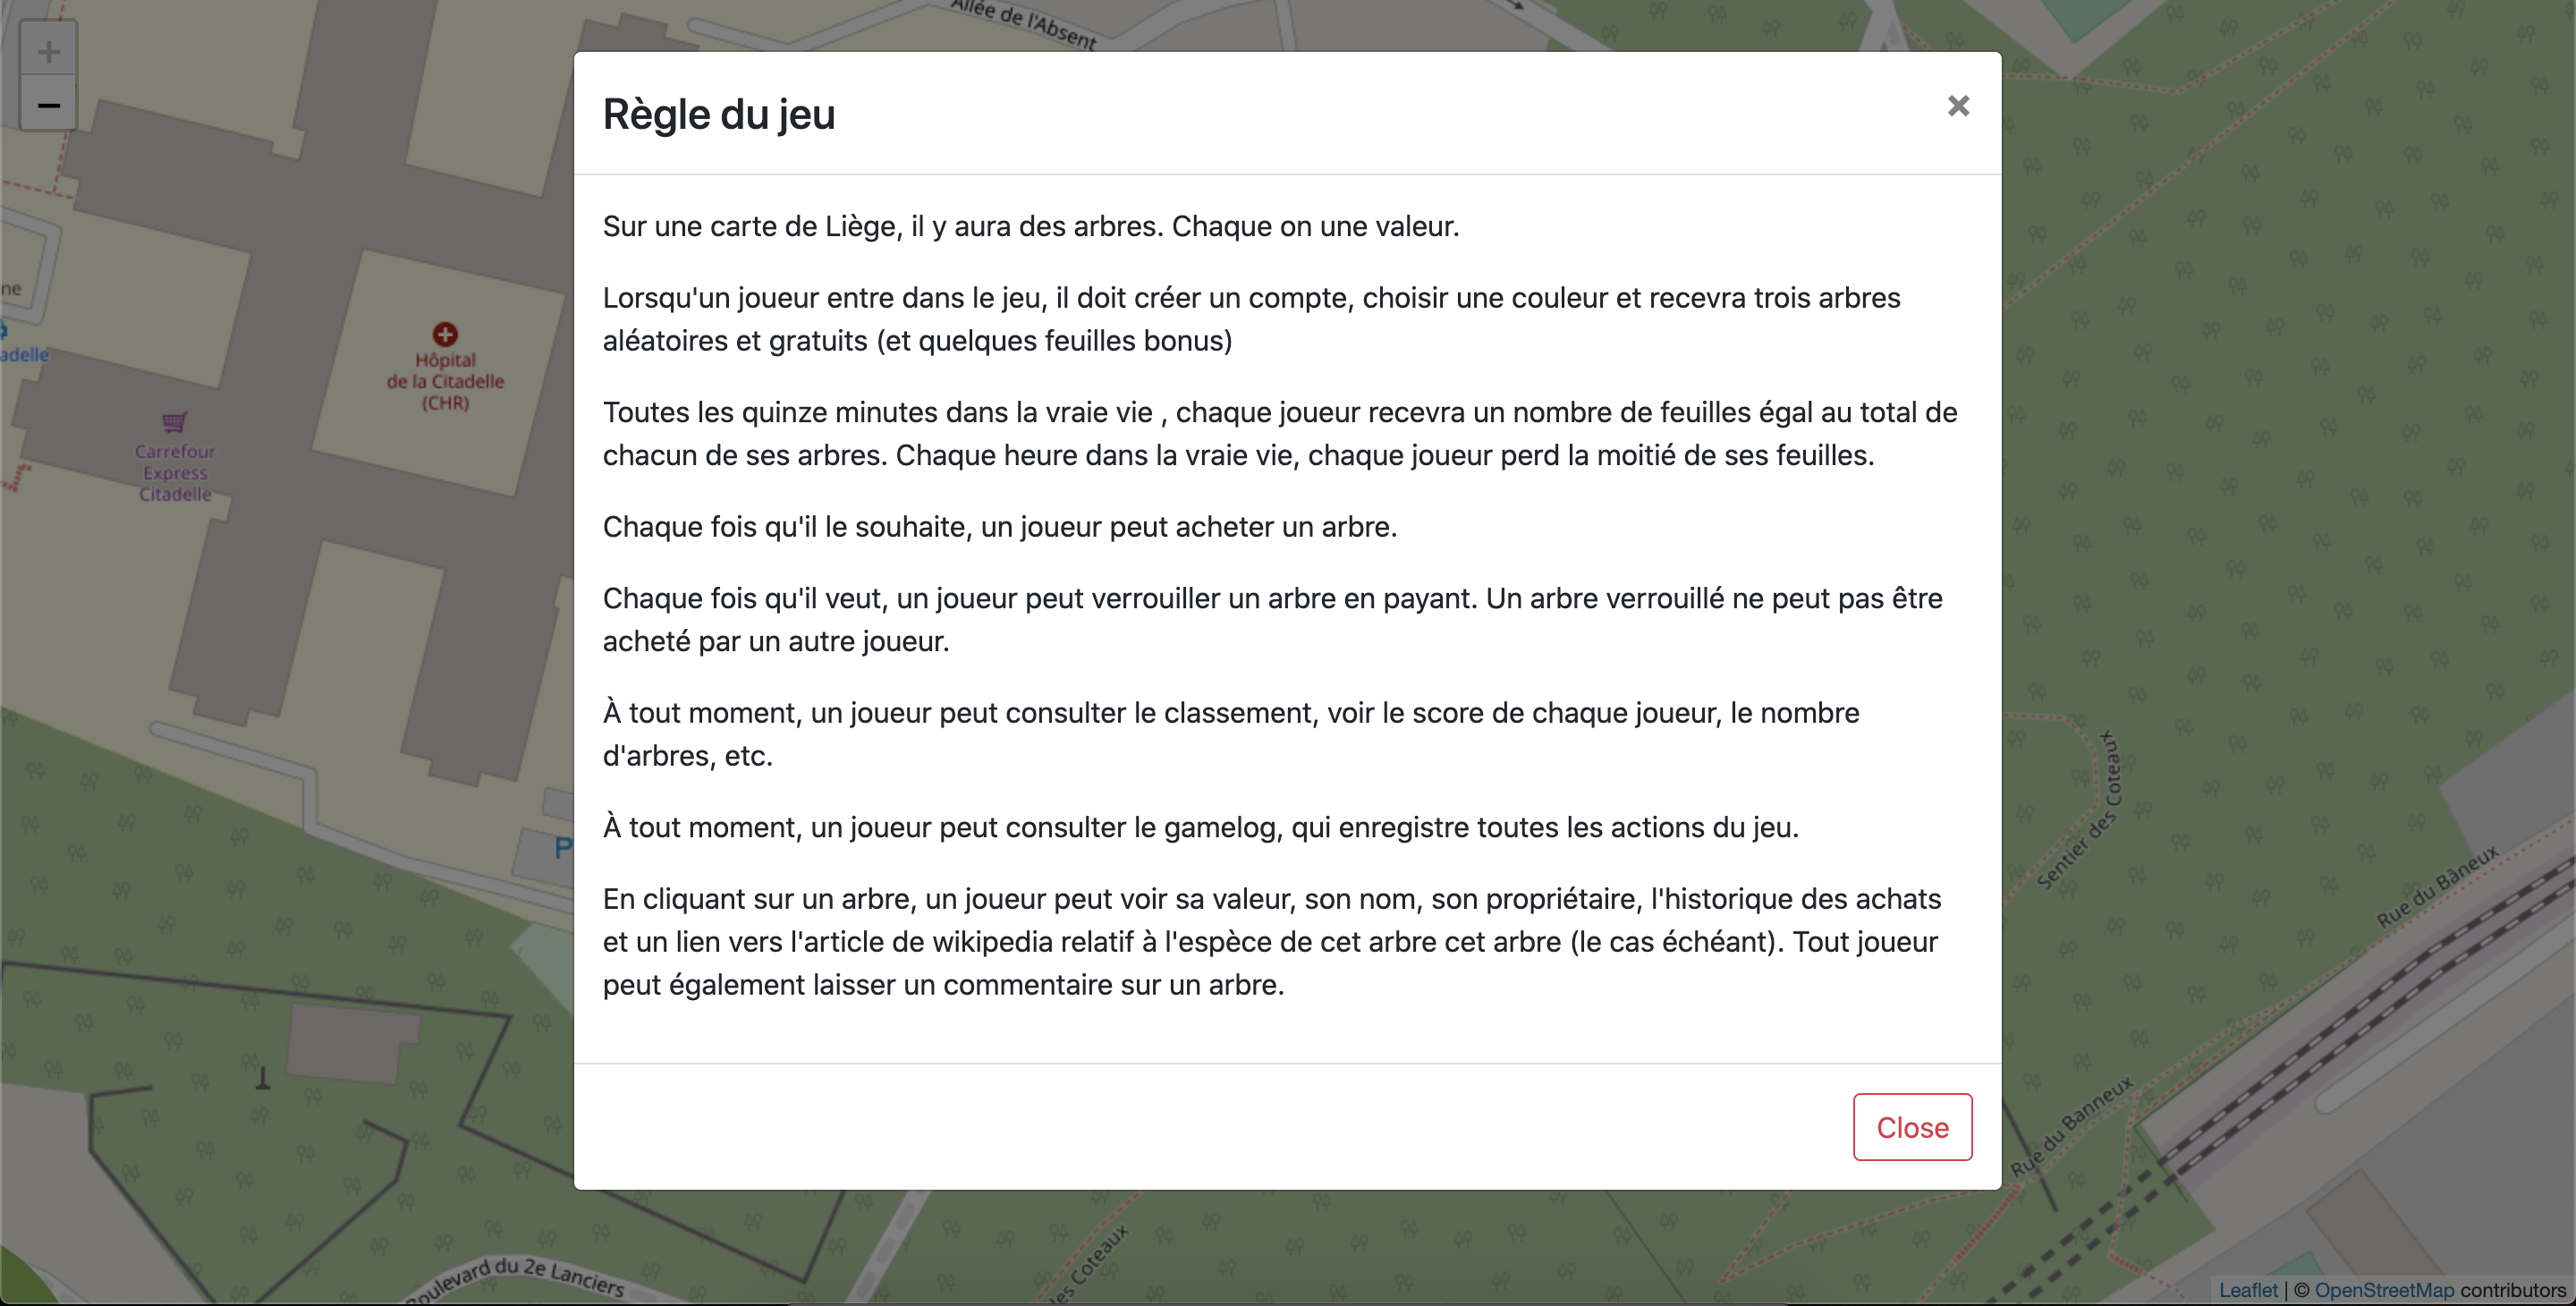 Allée de l'Absent
+
−
Règle du jeu
×
Sur une carte de Liège, il y aura des arbres. Chaque on une valeur.
Lorsqu'un joueur entre dans le jeu, il doit créer un compte, choisir une couleur et recevra trois arbres
aléatoires et gratuits (et quelques feuilles bonus)
Toutes les quinze minutes dans la vraie vie , chaque joueur recevra un nombre de feuilles égal au total de
chacun de ses arbres. Chaque heure dans la vraie vie, chaque joueur perd la moitié de ses feuilles.
Chaque fois qu'il le souhaite, un joueur peut acheter un arbre.
Chaque fois qu'il veut, un joueur peut verrouiller un arbre en payant. Un arbre verrouillé ne peut pas être
acheté par un autre joueur.
À tout moment, un joueur peut consulter le classement, voir le score de chaque joueur, le nombre
d'arbres, etc.
À tout moment, un joueur peut consulter le gamelog, qui enregistre toutes les actions du jeu.
En cliquant sur un arbre, un joueur peut voir sa valeur, son nom, son propriétaire, l'historique des achats
et un lien vers l'article de wikipedia relatif à l'espèce de cet arbre cet arbre (le cas échéant). Tout joueur
peut également laisser un commentaire sur un arbre.
Close
ne
adelle
Hôpital
de la Citadelle
(CHR)
Carrefour
Express
Citadelle
P
Sentier des Coteaux
Rue du Bâneux
Rue du Banneux
les Coteaux
Boulevard du 2e Lanciers
Leaflet | © OpenStreetMap contributors